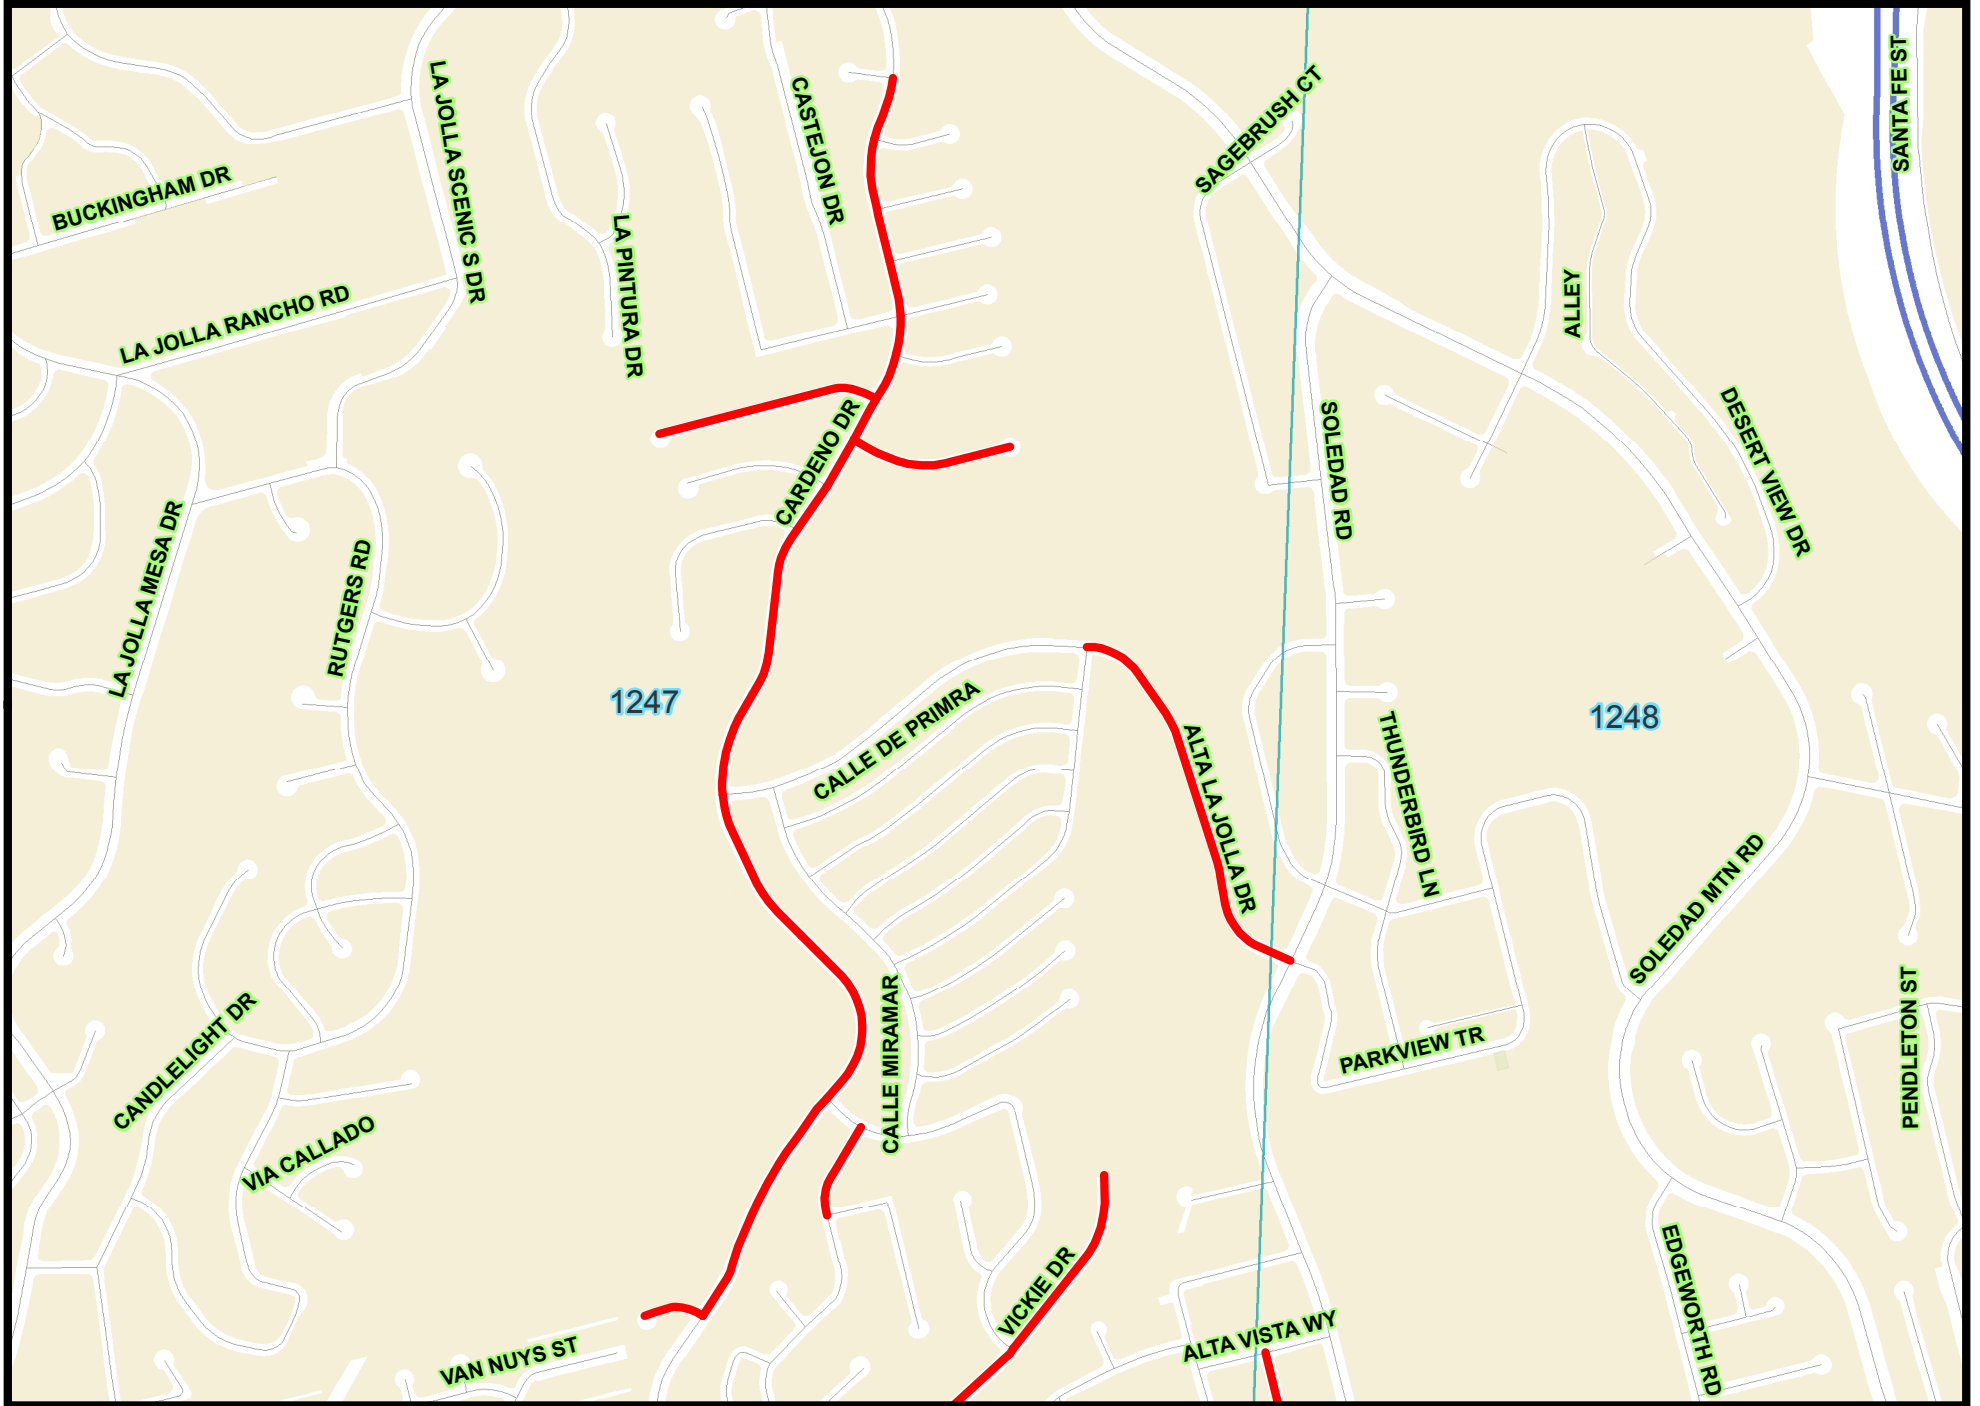 SANTA FE ST
LA JOLLA SCENIC S DR
CASTEJON DR
SAGEBRUSH CT
BUCKINGHAM DR
LA PINTURA DR
ALLEY
LA JOLLA RANCHO RD
DESERT VIEW DR
CARDENO DR
SOLEDAD RD
LA JOLLA MESA DR
RUTGERS RD
1247
1248
CALLE DE PRIMRA
ALTA LA JOLLA DR
THUNDERBIRD LN
SOLEDAD MTN RD
CALLE MIRAMAR
PENDLETON ST
CANDLELIGHT DR
PARKVIEW TR
VIA CALLADO
VICKIE DR
EDGEWORTH RD
ALTA VISTA WY
VAN NUYS ST